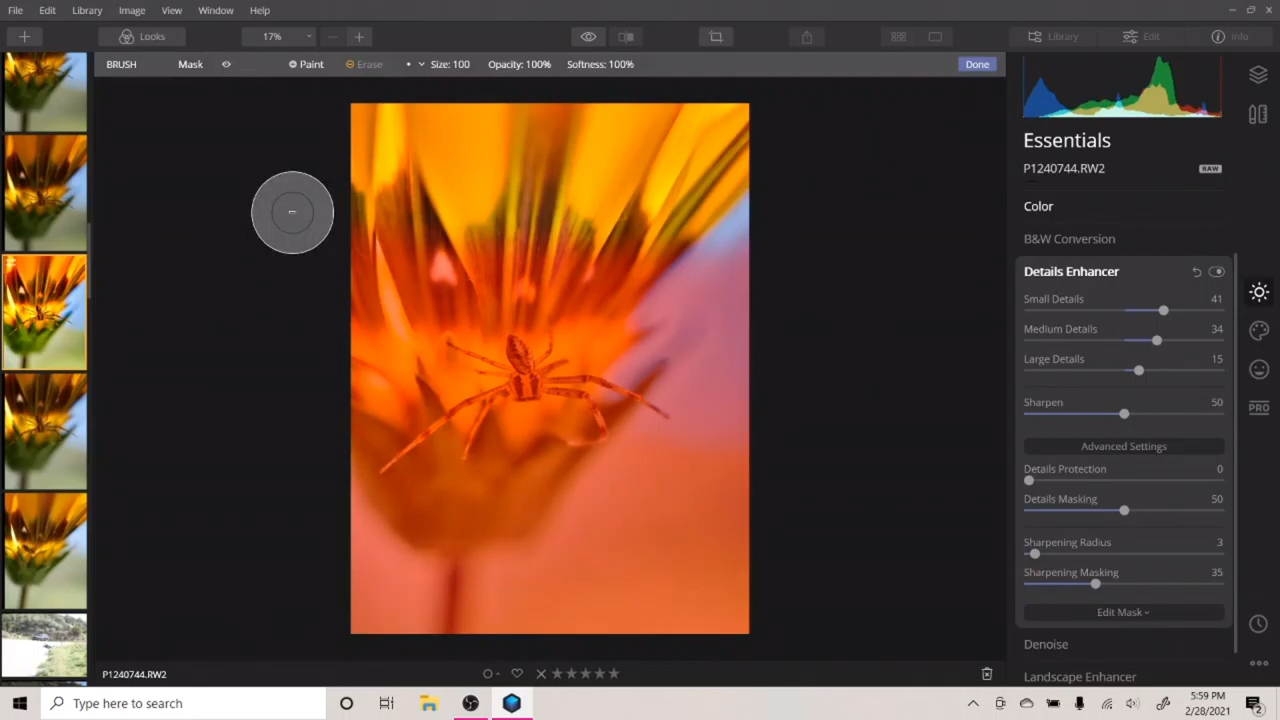 File Edit Library Image View Window Help
Looks 17% Library Edit Info
BRUSH Mask Paint Erase Size: 100 Opacity: 100% Softness: 100% Done
Essentials
P1240744.RW2 RAW
Color
B&W Conversion
Details Enhancer
Small Details 41
Medium Details 34
Large Details 15
Sharpen 50
Advanced Settings
Details Protection 0
Details Masking 50
Sharpening Radius 3
Sharpening Masking 35
Edit Mask
Denoise
Landscape Enhancer
PRO
P1240744.RW2
Type here to search
5:59 PM
2/28/2021
2